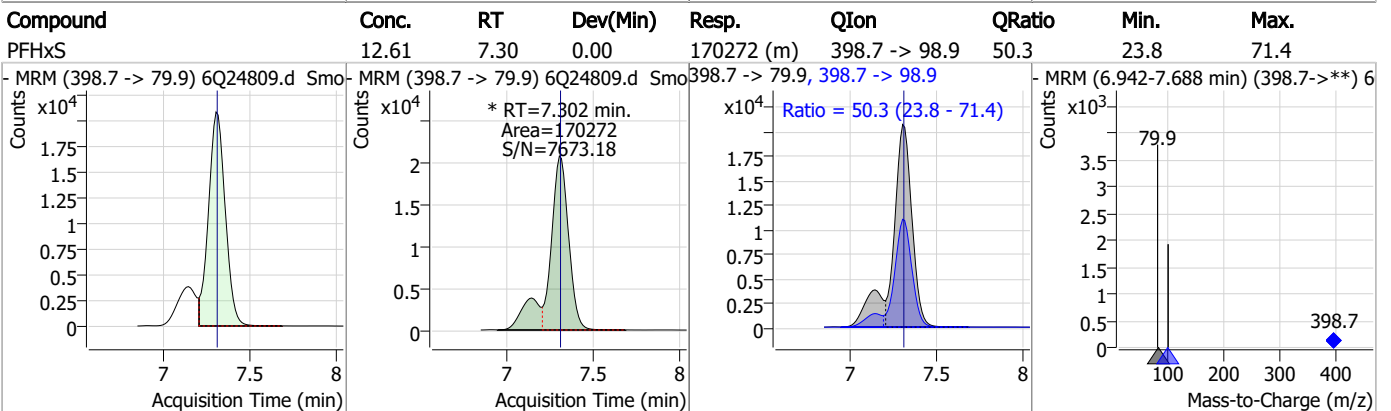 Compound Conc. RT Dev(Min) Resp. QIon QRatio Min. Max.
PFHxS 12.61 7.30 0.00 170272 (m) 398.7 -> 98.9 50.3 23.8 71.4
- MRM (398.7 -> 79.9) 6Q24809.d Smo
Counts
x10⁴
1.75
1.5
1.25
1
0.75
0.5
0.25
0
7 7.5 8
Acquisition Time (min)
- MRM (398.7 -> 79.9) 6Q24809.d Smo
Counts
x10⁴
* RT=7.302 min.
Area=170272
S/N=7673.18
2
1.5
1
0.5
0
7 7.5 8
Acquisition Time (min)
398.7 -> 79.9, 398.7 -> 98.9
Counts
x10⁴
Ratio = 50.3 (23.8 - 71.4)
1.75
1.5
1.25
1
0.75
0.5
0.25
0
7 7.5 8
Acquisition Time (min)
- MRM (6.942-7.688 min) (398.7->**) 6
Counts
x10³
79.9
3.5
3
2.5
2
1.5
1
0.5
0
398.7
100 200 300 400
Mass-to-Charge (m/z)